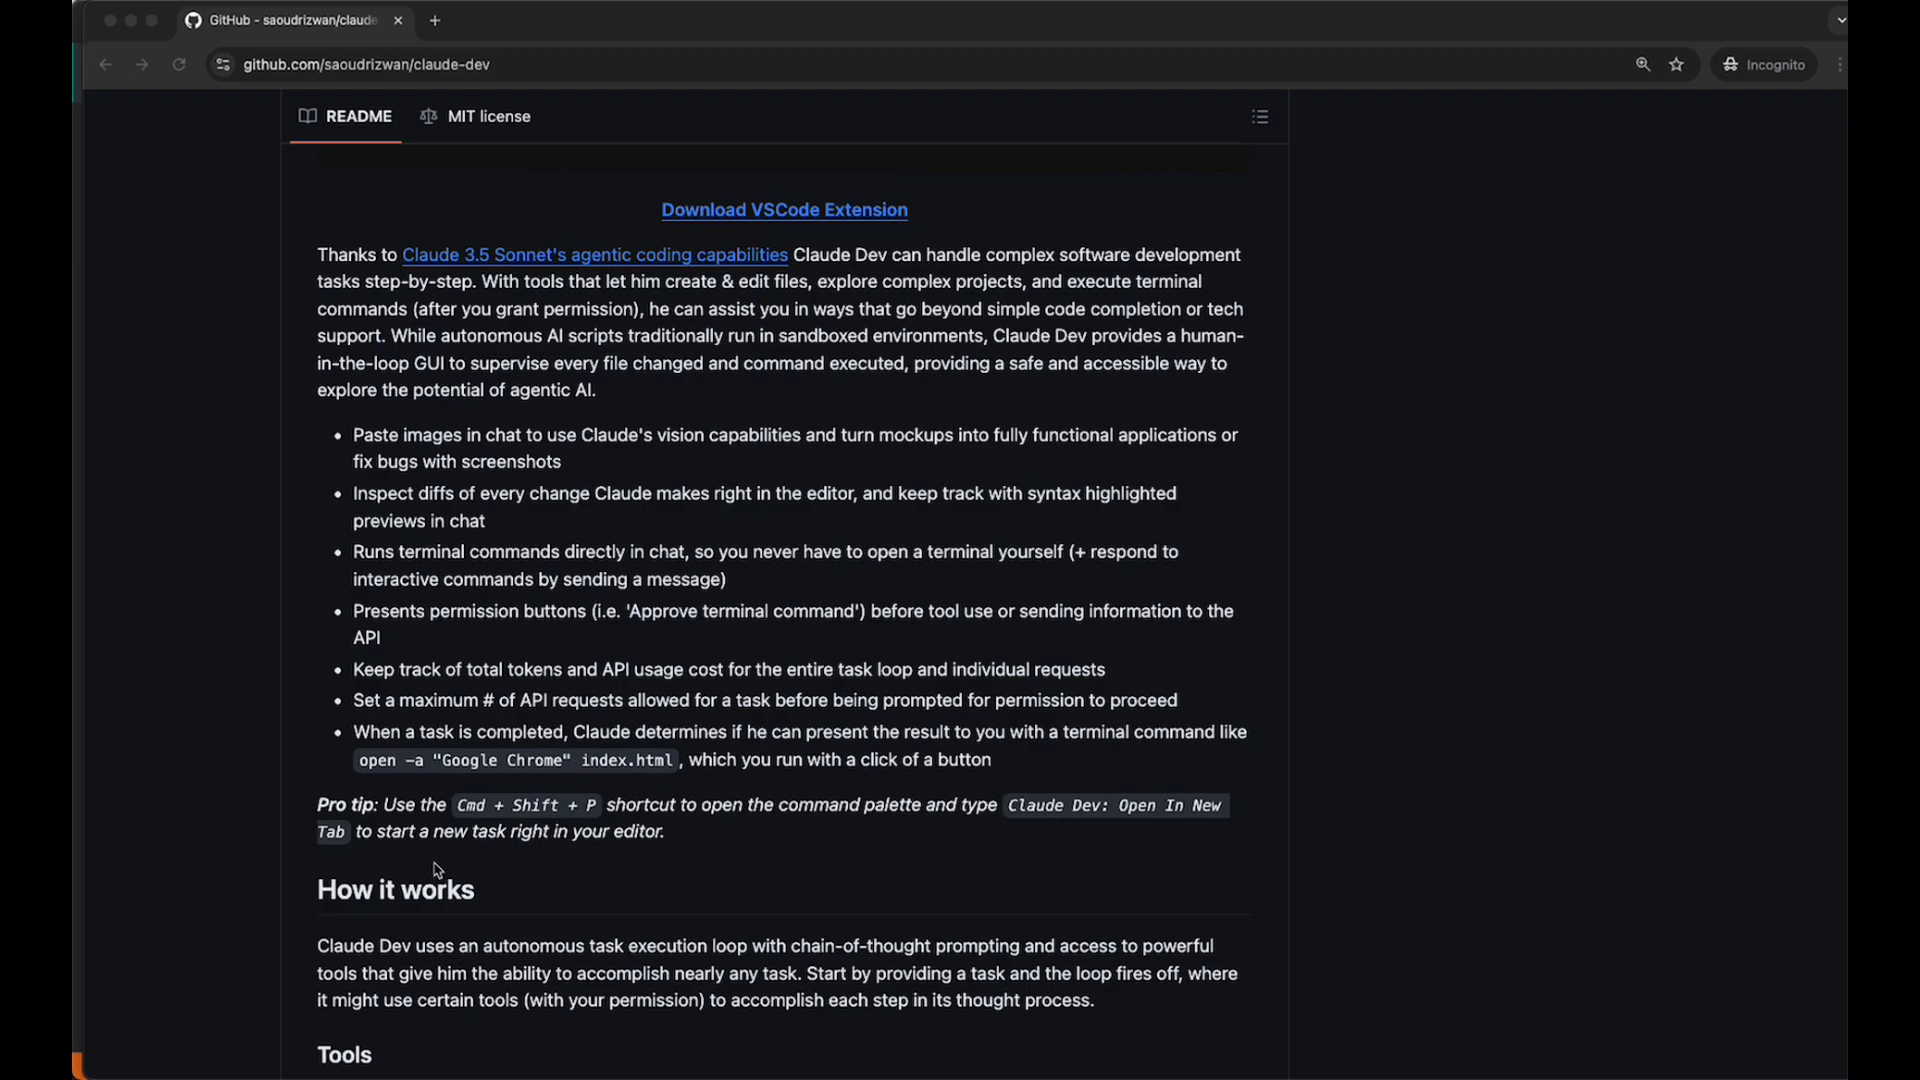 GitHub - saoudrizwan/claude
github.com/saoudrizwan/claude-dev
Incognito
README
MIT license
Download VSCode Extension
Thanks to Claude 3.5 Sonnet's agentic coding capabilities Claude Dev can handle complex software development
tasks step-by-step. With tools that let him create & edit files, explore complex projects, and execute terminal
commands (after you grant permission), he can assist you in ways that go beyond simple code completion or tech
support. While autonomous AI scripts traditionally run in sandboxed environments, Claude Dev provides a human-
in-the-loop GUI to supervise every file changed and command executed, providing a safe and accessible way to
explore the potential of agentic AI.
• Paste images in chat to use Claude's vision capabilities and turn mockups into fully functional applications or
fix bugs with screenshots
• Inspect diffs of every change Claude makes right in the editor, and keep track with syntax highlighted
previews in chat
• Runs terminal commands directly in chat, so you never have to open a terminal yourself (+ respond to
interactive commands by sending a message)
• Presents permission buttons (i.e. 'Approve terminal command') before tool use or sending information to the
API
• Keep track of total tokens and API usage cost for the entire task loop and individual requests
• Set a maximum # of API requests allowed for a task before being prompted for permission to proceed
• When a task is completed, Claude determines if he can present the result to you with a terminal command like
open -a "Google Chrome" index.html , which you run with a click of a button
Pro tip: Use the Cmd + Shift + P shortcut to open the command palette and type Claude Dev: Open In New
Tab to start a new task right in your editor.
How it works
Claude Dev uses an autonomous task execution loop with chain-of-thought prompting and access to powerful
tools that give him the ability to accomplish nearly any task. Start by providing a task and the loop fires off, where
it might use certain tools (with your permission) to accomplish each step in its thought process.
Tools